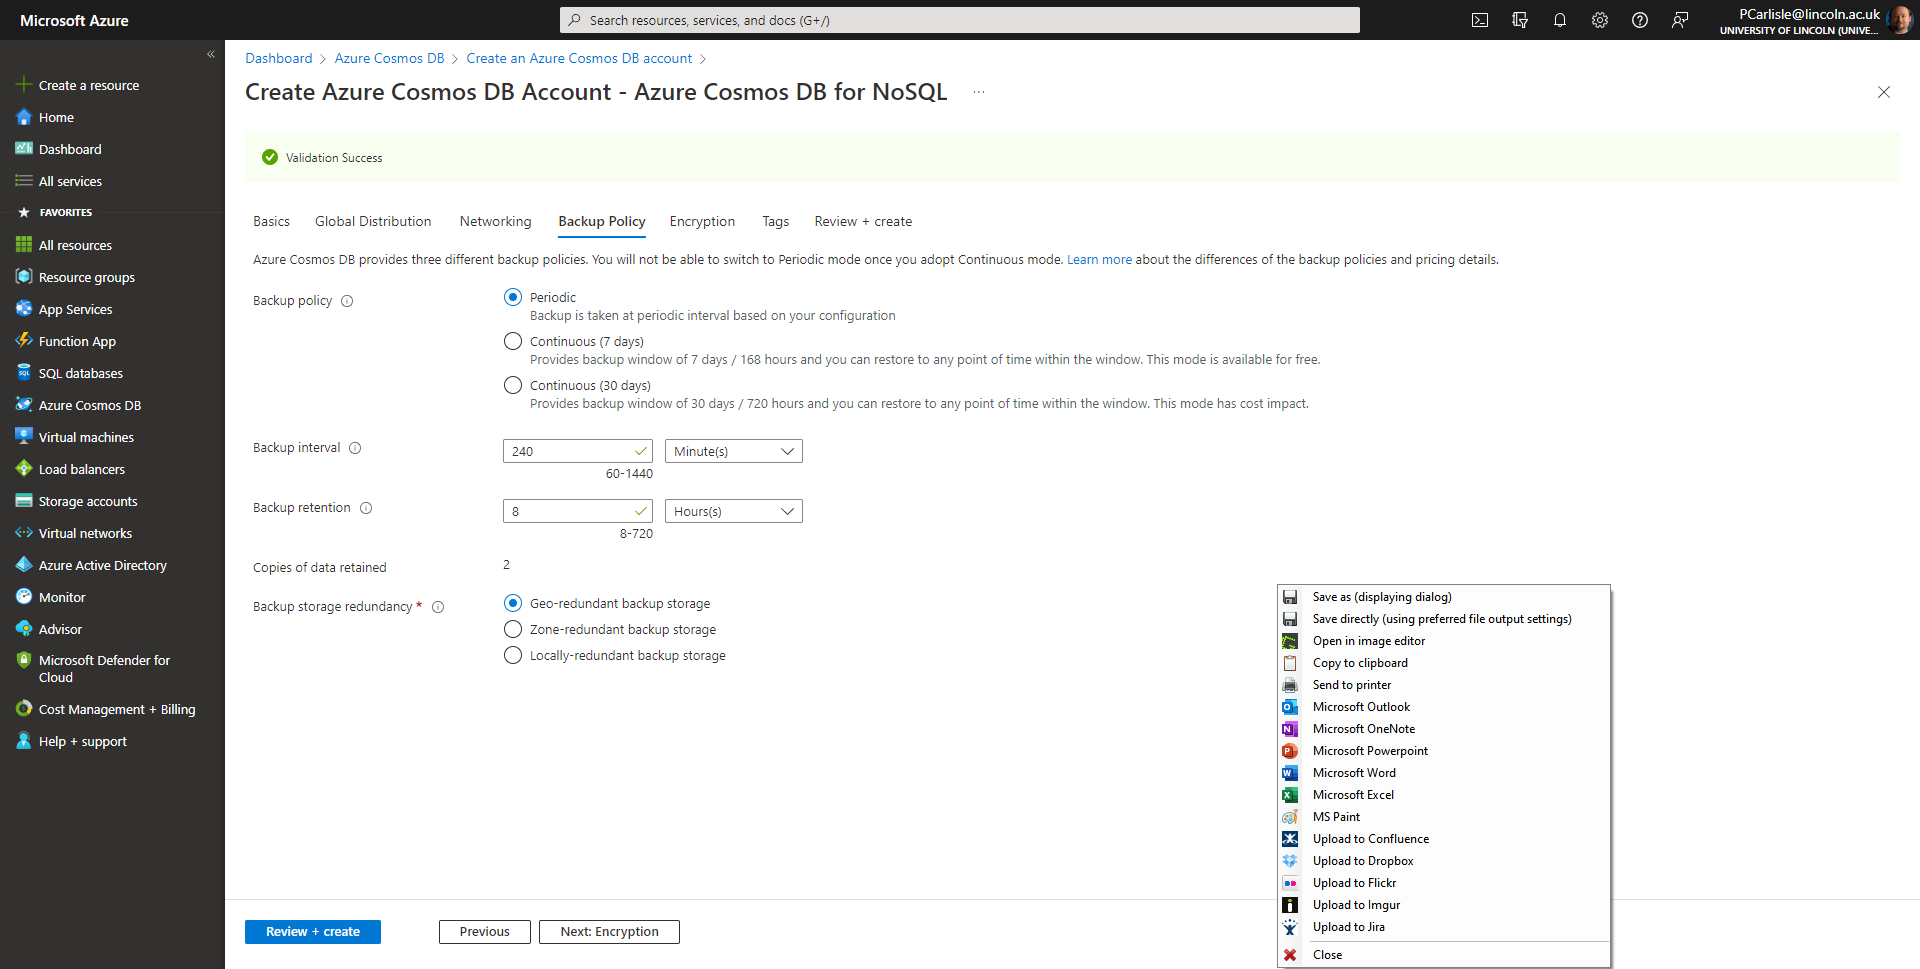 Microsoft Azure
Search resources, services, and docs (G+/)
PCarlisle@lincoln.ac.uk
UNIVERSITY OF LINCOLN (UNIVE...
Create a resource
Home
Dashboard
All services
FAVORITES
All resources
Resource groups
App Services
Function App
SQL databases
Azure Cosmos DB
Virtual machines
Load balancers
Storage accounts
Virtual networks
Azure Active Directory
Monitor
Advisor
Microsoft Defender for
Cloud
Cost Management + Billing
Help + support
Dashboard > Azure Cosmos DB > Create an Azure Cosmos DB account >
Create Azure Cosmos DB Account - Azure Cosmos DB for NoSQL ...
Validation Success
Basics Global Distribution Networking Backup Policy Encryption Tags Review + create
Azure Cosmos DB provides three different backup policies. You will not be able to switch to Periodic mode once you adopt Continuous mode. Learn more about the differences of the backup policies and pricing details.
Backup policy
Periodic
Backup is taken at periodic interval based on your configuration
Continuous (7 days)
Provides backup window of 7 days / 168 hours and you can restore to any point of time within the window. This mode is available for free.
Continuous (30 days)
Provides backup window of 30 days / 720 hours and you can restore to any point of time within the window. This mode has cost impact.
Backup interval
240 Minute(s)
60-1440
Backup retention
8 Hours(s)
8-720
Copies of data retained 2
Backup storage redundancy *
Geo-redundant backup storage
Zone-redundant backup storage
Locally-redundant backup storage
Review + create Previous Next: Encryption
Save as (displaying dialog)
Save directly (using preferred file output settings)
Open in image editor
Copy to clipboard
Send to printer
Microsoft Outlook
Microsoft OneNote
Microsoft Powerpoint
Microsoft Word
Microsoft Excel
MS Paint
Upload to Confluence
Upload to Dropbox
Upload to Flickr
Upload to Imgur
Upload to Jira
Close